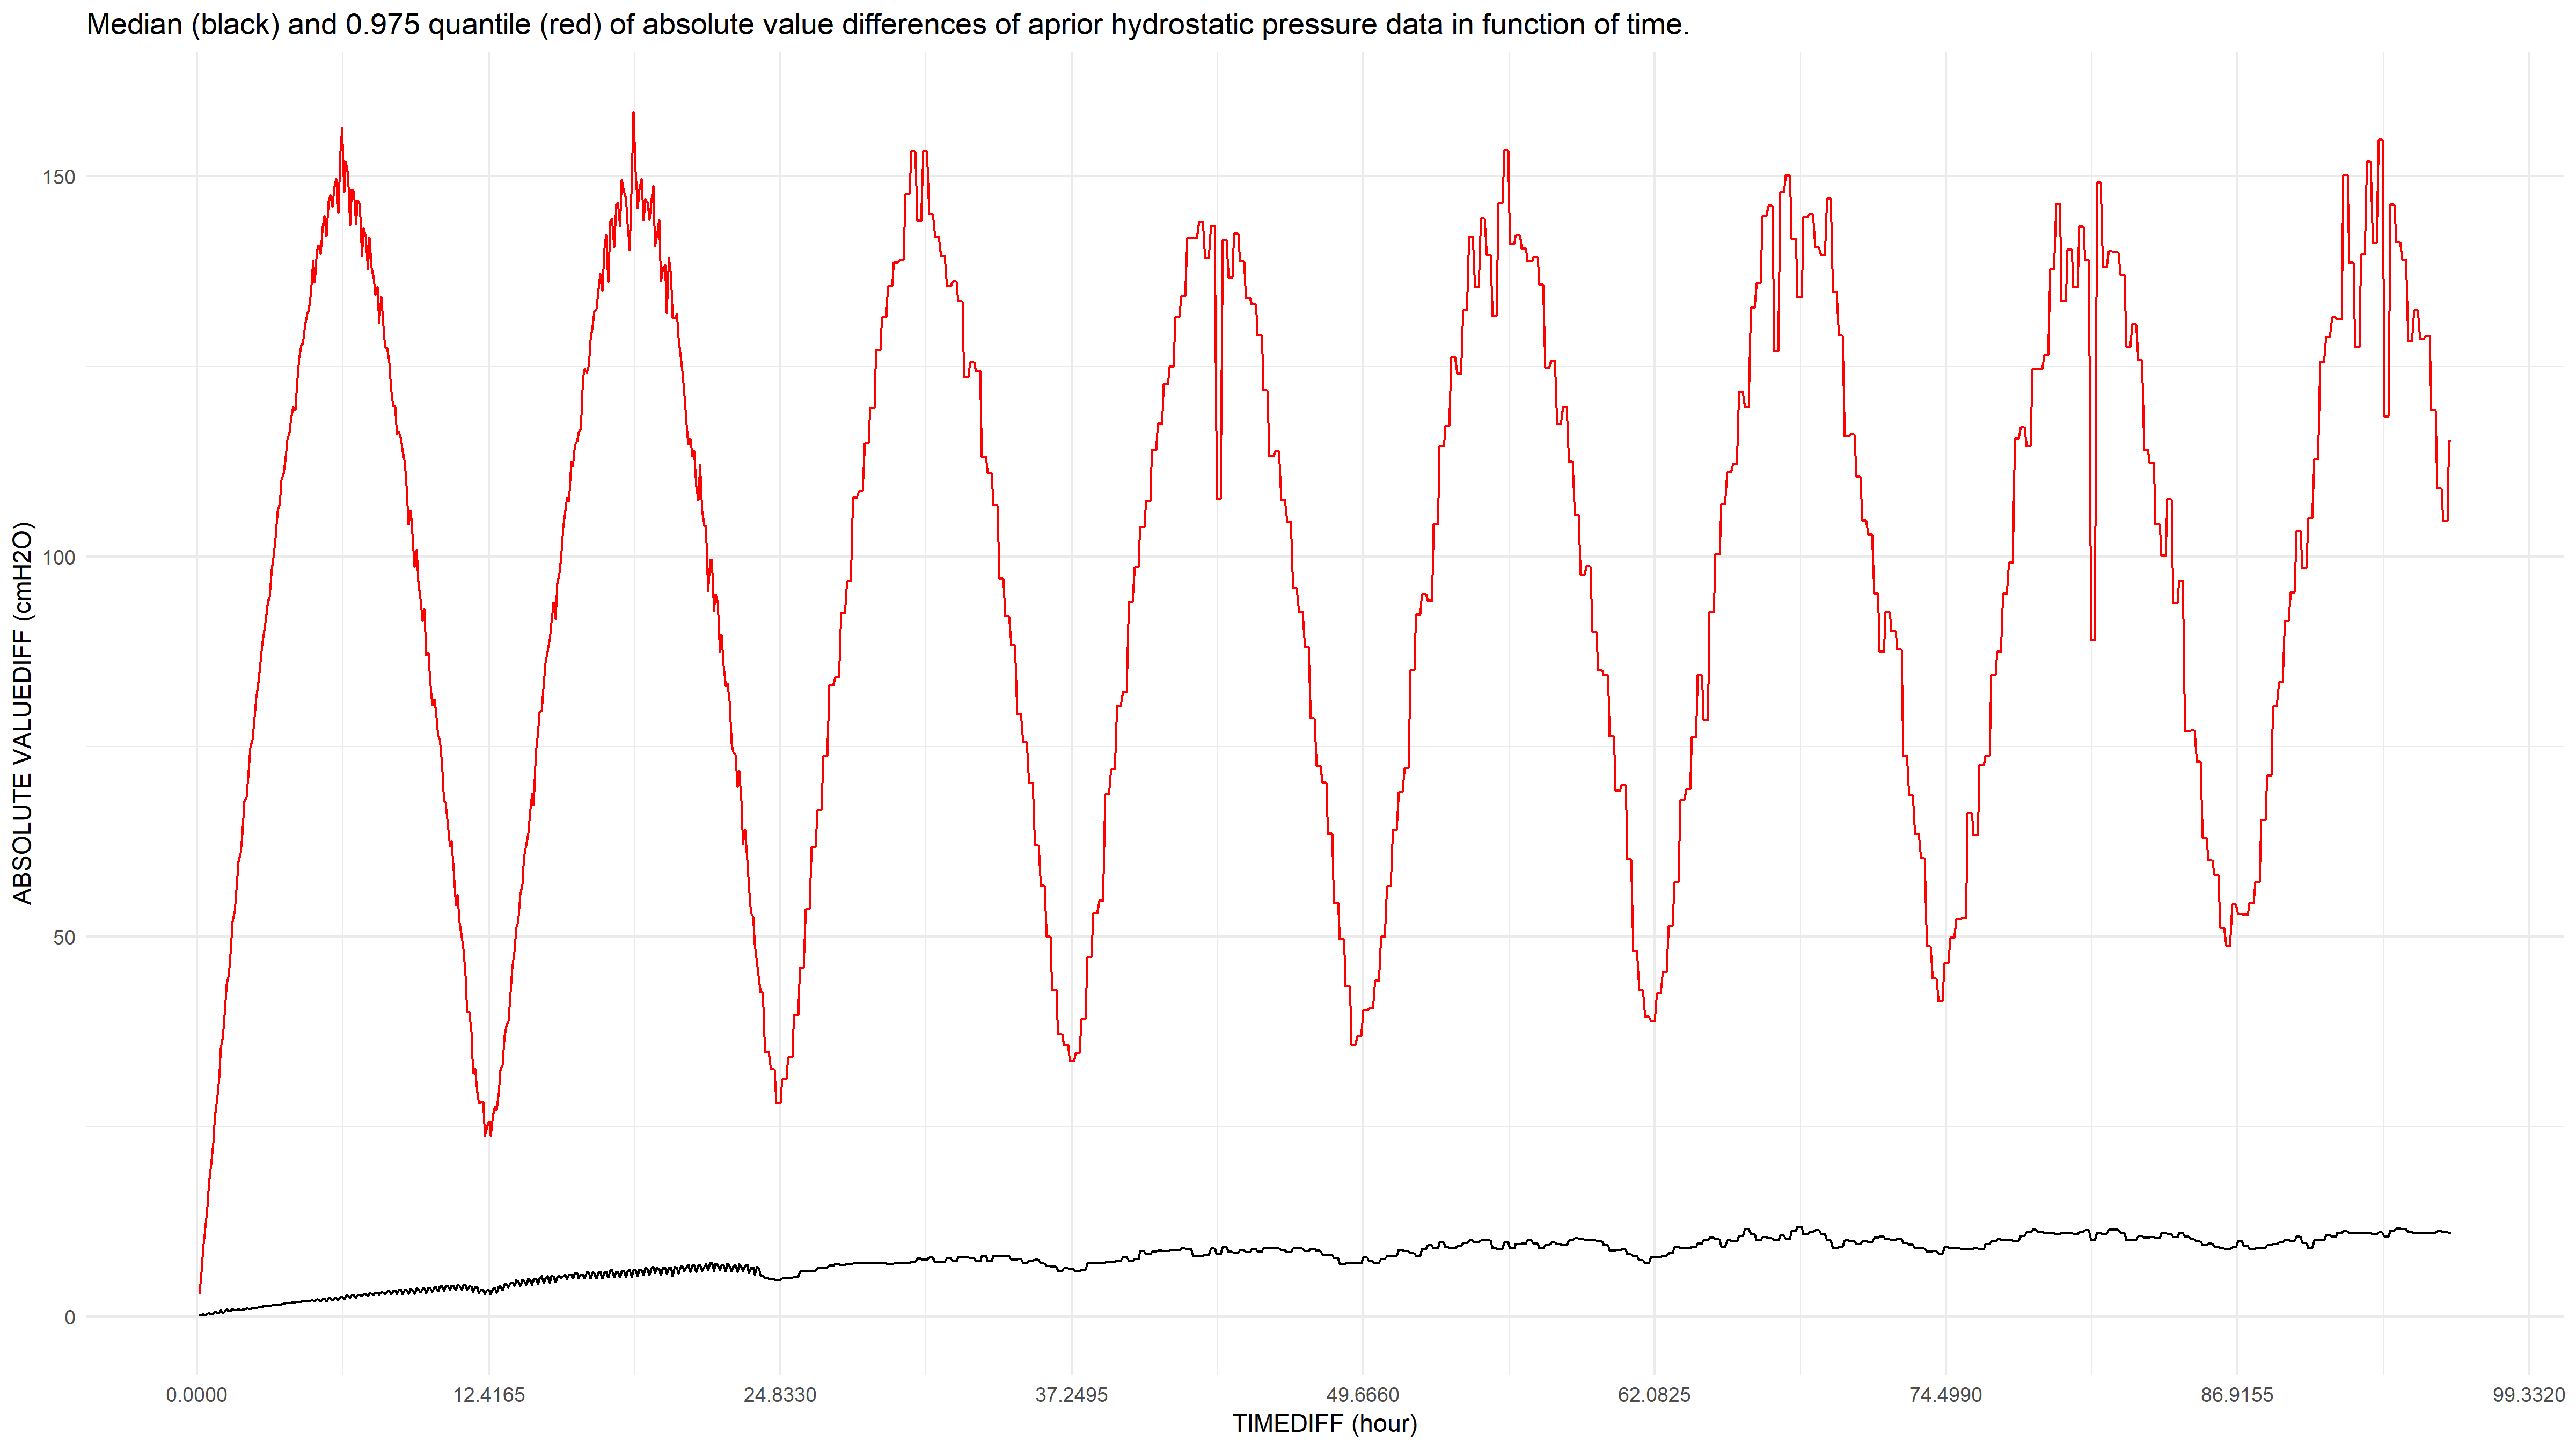 Median (black) and 0.975 quantile (red) of absolute value differences of aprior hydrostatic pressure data in function of time.
150
100
50
0
ABSOLUTE VALUEDIFF (cmH2O)
0.0000 12.4165 24.8330 37.2495 49.6660 62.0825 74.4990 86.9155 99.3320
TIMEDIFF (hour)